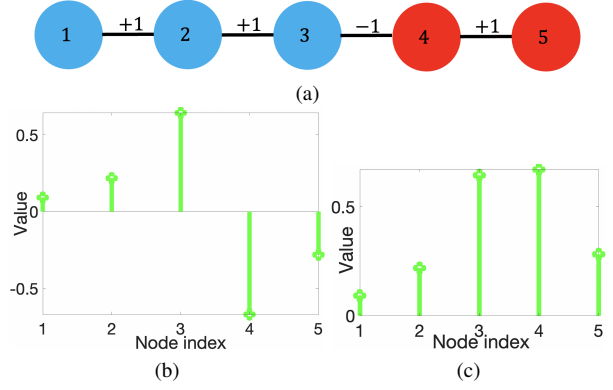 1 +1 2 +1 3 −1 4 +1 5
(a)
0.5
0
-0.5
Value
1 2 3 4 5
Node index
(b)
0.5
0
Value
1 2 3 4 5
Node index
(c)